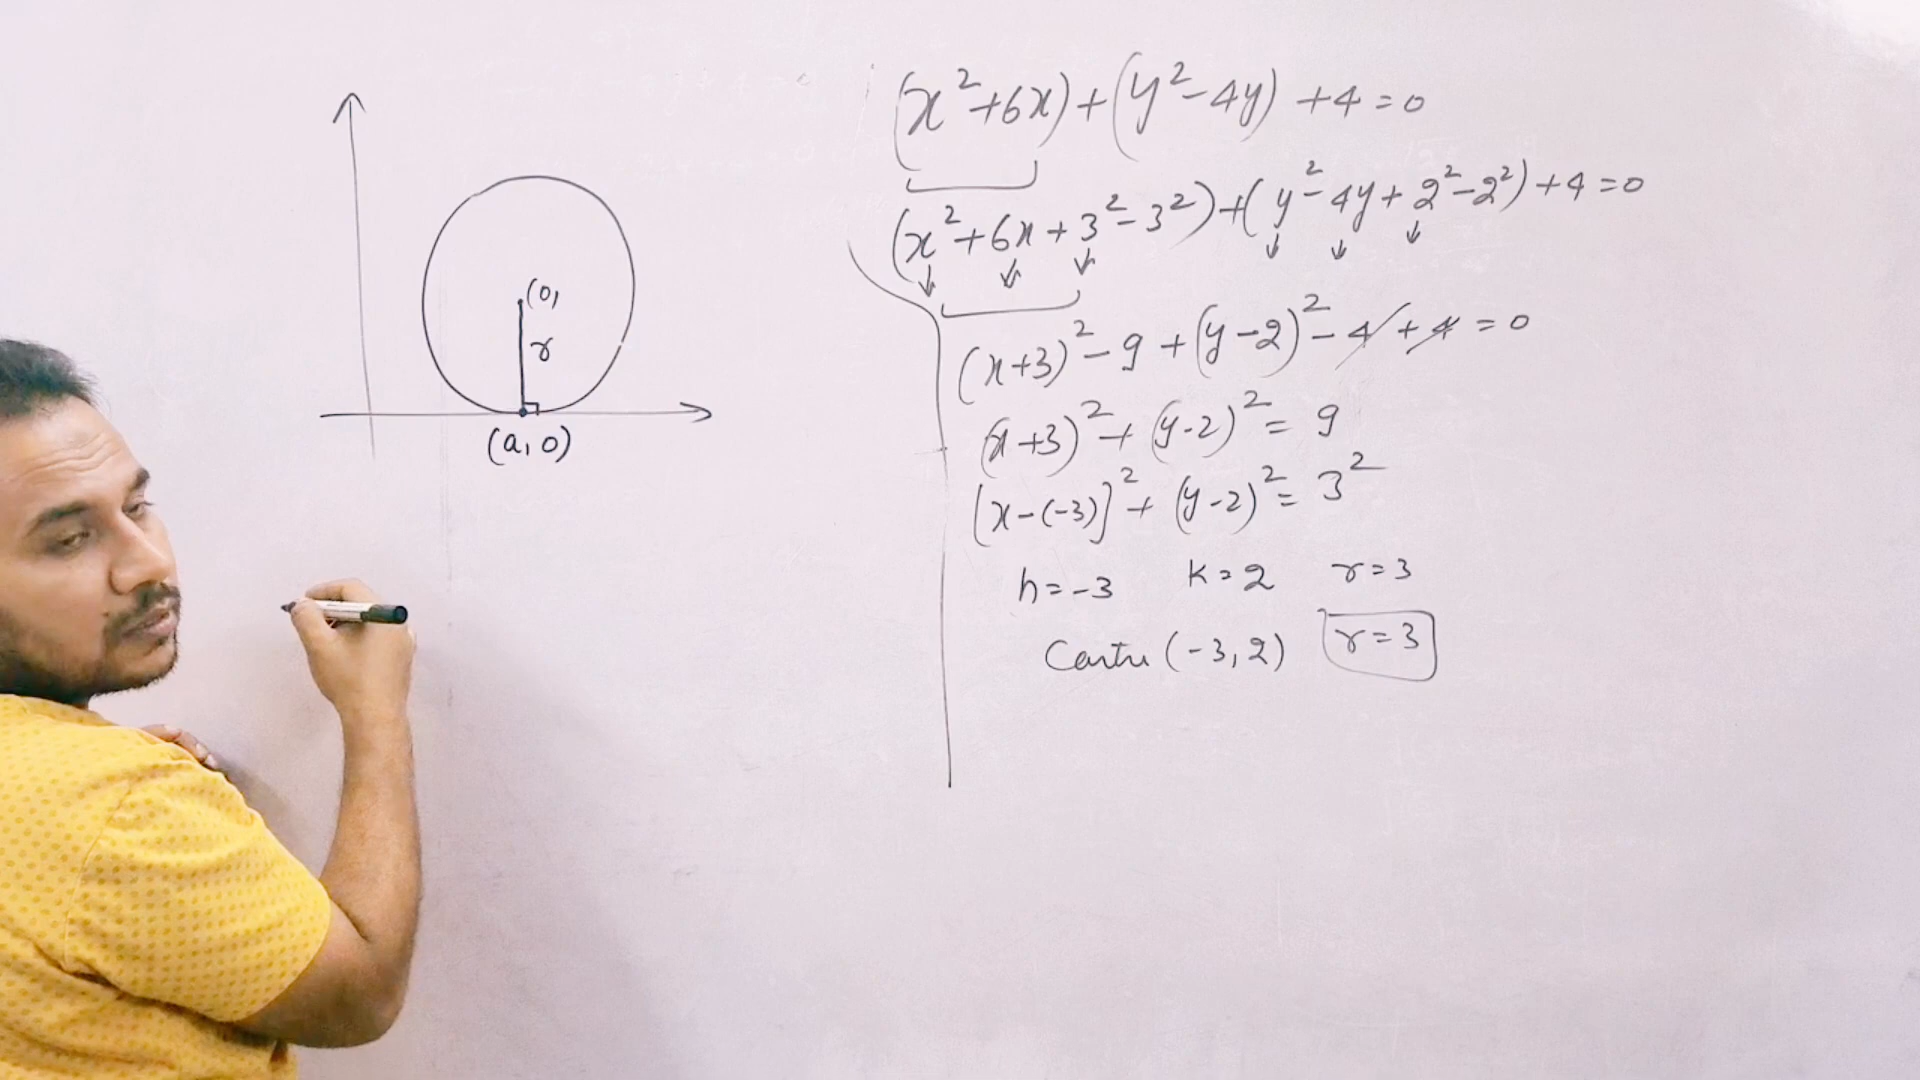 (0,
r
(a, 0)
(x²+6x)+(y²-4y)+4=0
(x²+6x+3²-3²)+(y²-4y+2²-2²)+4=0
(x+3)²-9+(y-2)²-4+4=0
(x+3)²+(y-2)²=9
[x-(-3)]²+(y-2)²=3²
h=-3 k=2 r=3
(-3,2) r=3